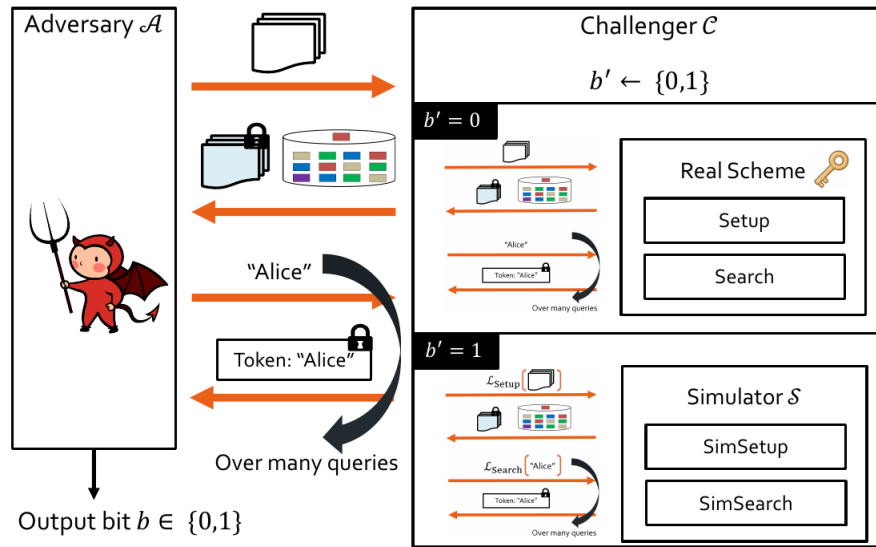 Adversary 𝒜
"Alice"
Token: "Alice"
Over many queries
Output bit b ∈ {0,1}
Challenger 𝒞
b′ ← {0,1}
b′ = 0
"Alice"
Token: "Alice"
Over many queries
Real Scheme
Setup
Search
b′ = 1
ℒSetup( )
ℒSearch("Alice")
Token: "Alice"
Over many queries
Simulator 𝒮
SimSetup
SimSearch